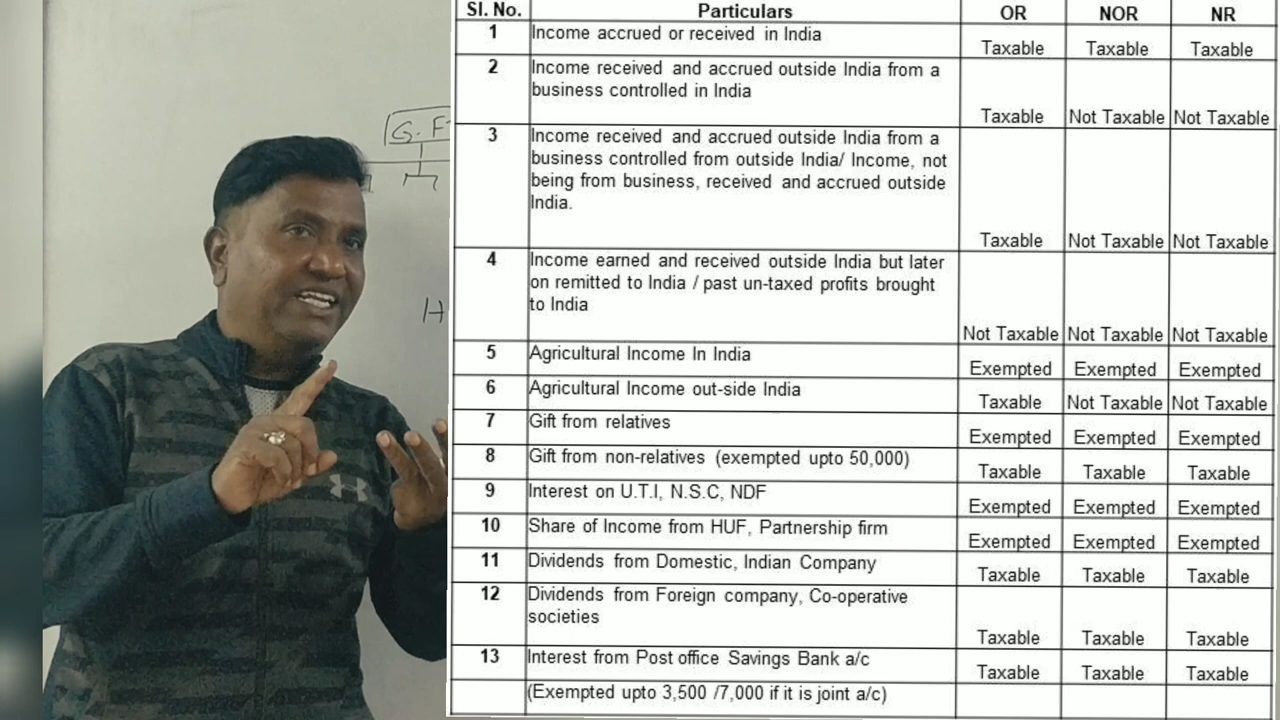 G. F
H
Sl. No. Particulars OR NOR NR
1 Income accrued or received in India Taxable Taxable Taxable
2 Income received and accrued outside India from a
business controlled in India
Taxable Not Taxable Not Taxable
3 Income received and accrued outside India from a
business controlled from outside India/ Income, not
being from business, received and accrued outside
India.
Taxable Not Taxable Not Taxable
4 Income earned and received outside India but later
on remitted to India / past un-taxed profits brought
to India
Not Taxable Not Taxable Not Taxable
5 Agricultural Income In India Exempted Exempted Exempted
6 Agricultural Income out-side India Taxable Not Taxable Not Taxable
7 Gift from relatives Exempted Exempted Exempted
8 Gift from non-relatives (exempted upto 50,000) Taxable Taxable Taxable
9 Interest on U.T.I, N.S.C, NDF Exempted Exempted Exempted
10 Share of Income from HUF, Partnership firm Exempted Exempted Exempted
11 Dividends from Domestic, Indian Company Taxable Taxable Taxable
12 Dividends from Foreign company, Co-operative
societies
Taxable Taxable Taxable
13 Interest from Post office Savings Bank a/c Taxable Taxable Taxable
(Exempted upto 3,500 /7,000 if it is joint a/c)